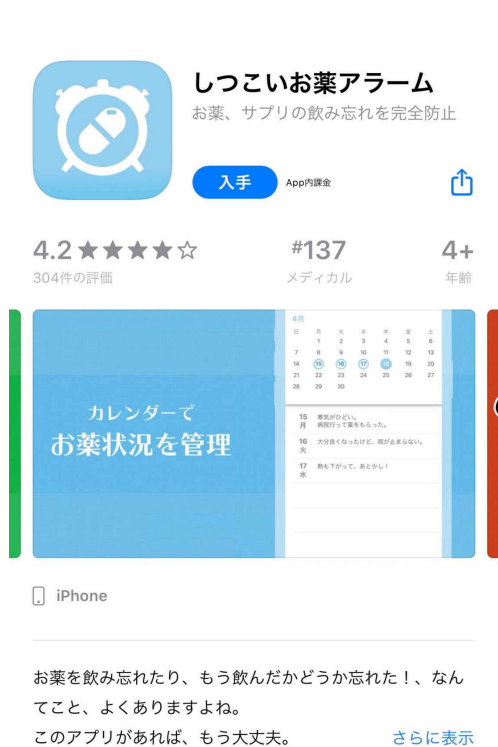 しつこいお薬アラーム
お薬、サプリの飲み忘れを完全防止
入手
App内課金
4.2★★★★☆
304件の評価
#137
メディカル
4+
年齢
カレンダーで
お薬状況を管理
4月
日 月 火 水 木 金 土
1 2 3 4 5 6
7 8 9 10 11 12 13
14 15 16 17 18 19 20
21 22 23 24 25 26 27
28 29 30
15 寒気がひどい。
月 病院行って薬をもらった。
16 大分良くなったけど、咳が止まらない。
火
17 熱も下がって、あと少し！
水
iPhone
お薬を飲み忘れたり、もう飲んだかどうか忘れた！、なん
てこと、よくありますよね。
このアプリがあれば、もう大丈夫。
さらに表示